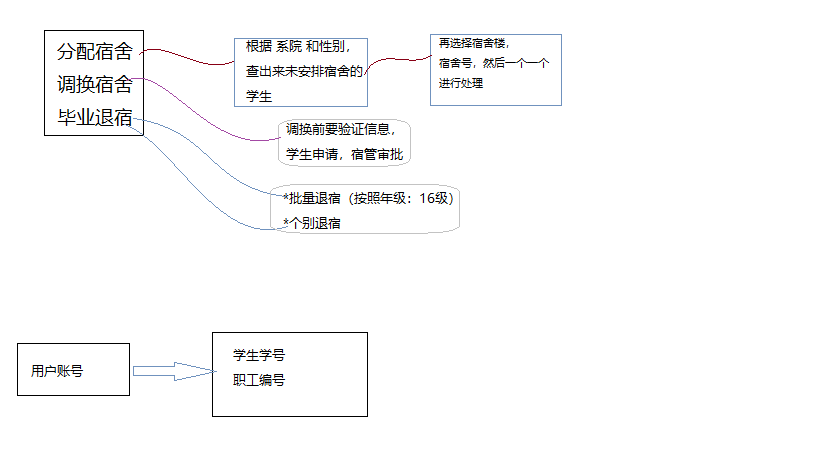 分配宿舍
调换宿舍
毕业退宿
根据 系院 和性别，
查出来未安排宿舍的
学生
再选择宿舍楼，
宿舍号，然后一个一个
进行处理
调换前要验证信息，
学生申请，宿管审批
*批量退宿（按照年级：16级）
*个别退宿
用户账号
学生学号
职工编号